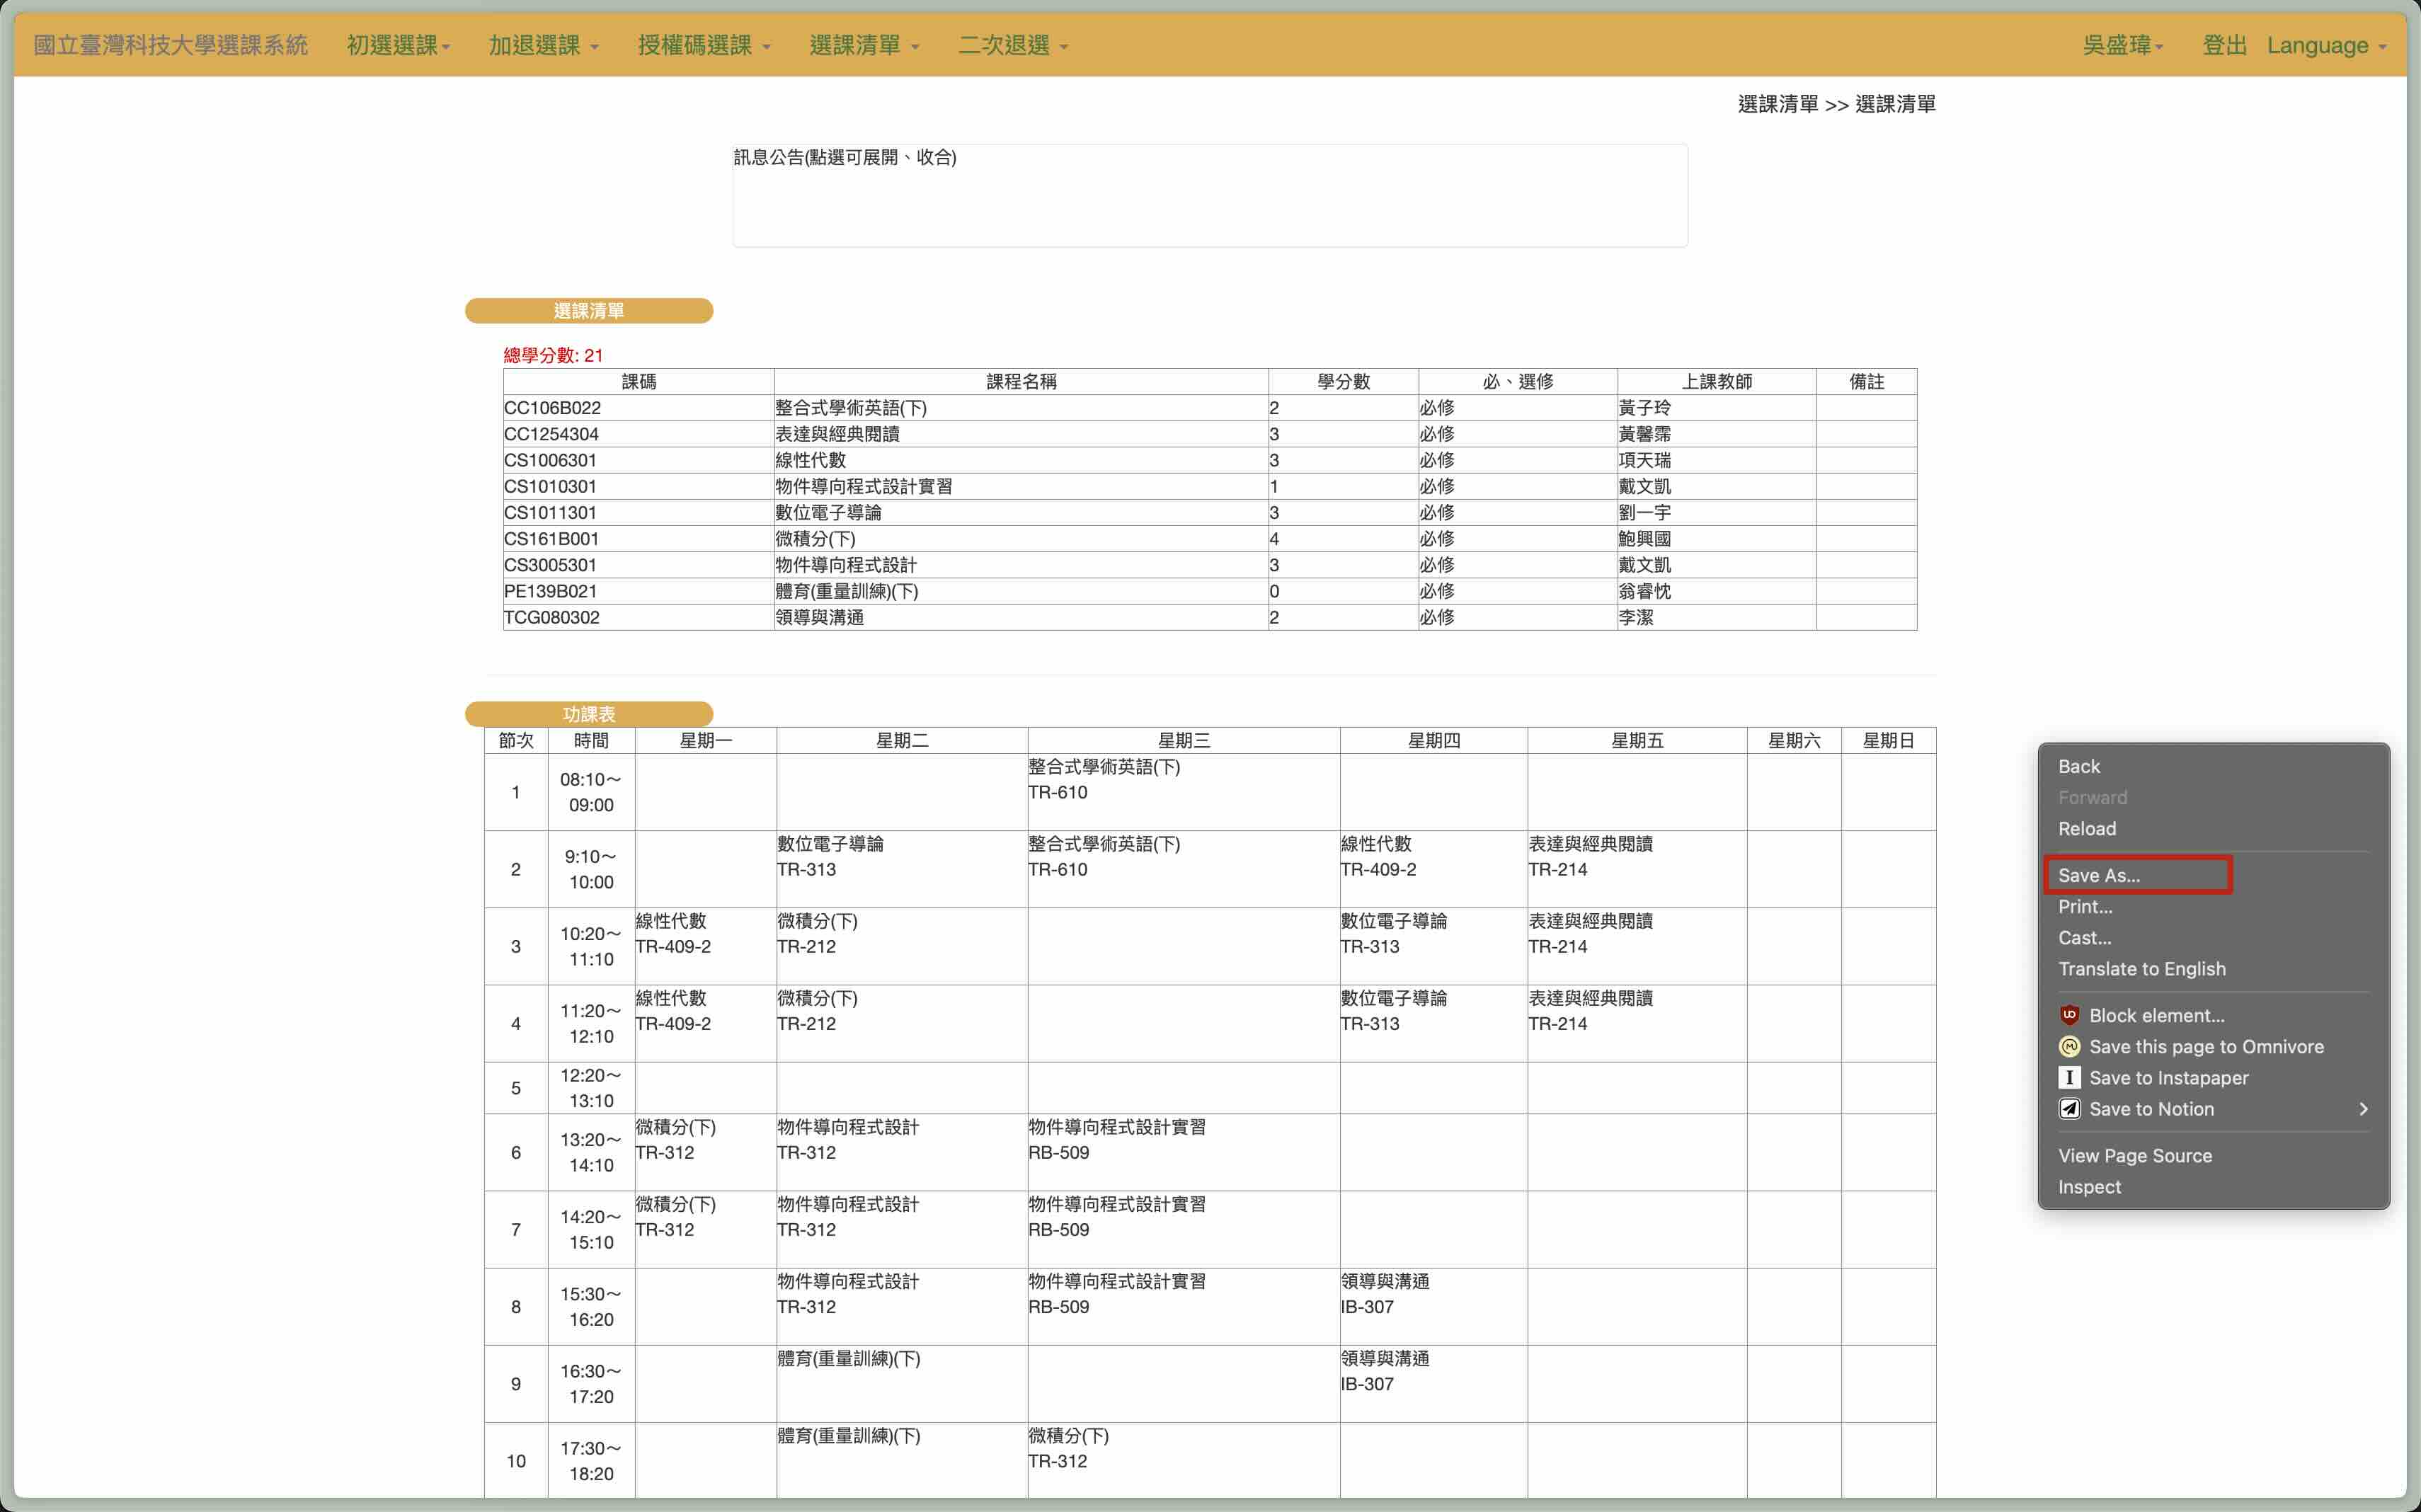 國立臺灣科技大學選課系統 初選選課 加退選課 授權碼選課 選課清單 二次退選 吳盛瑋 登出 Language
選課清單 >> 選課清單
訊息公告(點選可展開、收合)
選課清單
總學分數: 21
課碼 課程名稱 學分數 必、選修 上課教師 備註
CC106B022 整合式學術英語(下) 2 必修 黃子玲
CC1254304 表達與經典閱讀 3 必修 黃馨霈
CS1006301 線性代數 3 必修 項天瑞
CS1010301 物件導向程式設計實習 1 必修 戴文凱
CS1011301 數位電子導論 3 必修 劉一宇
CS161B001 微積分(下) 4 必修 鮑興國
CS3005301 物件導向程式設計 3 必修 戴文凱
PE139B021 體育(重量訓練)(下) 0 必修 翁睿忱
TCG080302 領導與溝通 2 必修 李潔
功課表
節次 時間 星期一 星期二 星期三 星期四 星期五 星期六 星期日
1 08:10～ 整合式學術英語(下)
09:00 TR-610
2 9:10～ 數位電子導論 整合式學術英語(下) 線性代數 表達與經典閱讀
10:00 TR-313 TR-610 TR-409-2 TR-214
3 10:20～ 線性代數 微積分(下) 數位電子導論 表達與經典閱讀
11:10 TR-409-2 TR-212 TR-313 TR-214
4 11:20～ 線性代數 微積分(下) 數位電子導論 表達與經典閱讀
12:10 TR-409-2 TR-212 TR-313 TR-214
5 12:20～
13:10
6 13:20～ 微積分(下) 物件導向程式設計 物件導向程式設計實習
14:10 TR-312 TR-312 RB-509
7 14:20～ 微積分(下) 物件導向程式設計 物件導向程式設計實習
15:10 TR-312 TR-312 RB-509
8 15:30～ 物件導向程式設計 物件導向程式設計實習 領導與溝通
16:20 TR-312 RB-509 IB-307
9 16:30～ 體育(重量訓練)(下) 領導與溝通
17:20 IB-307
10 17:30～ 體育(重量訓練)(下) 微積分(下)
18:20 TR-312
Back
Forward
Reload
Save As...
Print...
Cast...
Translate to English
Block element...
Save this page to Omnivore
Save to Instapaper
Save to Notion
View Page Source
Inspect